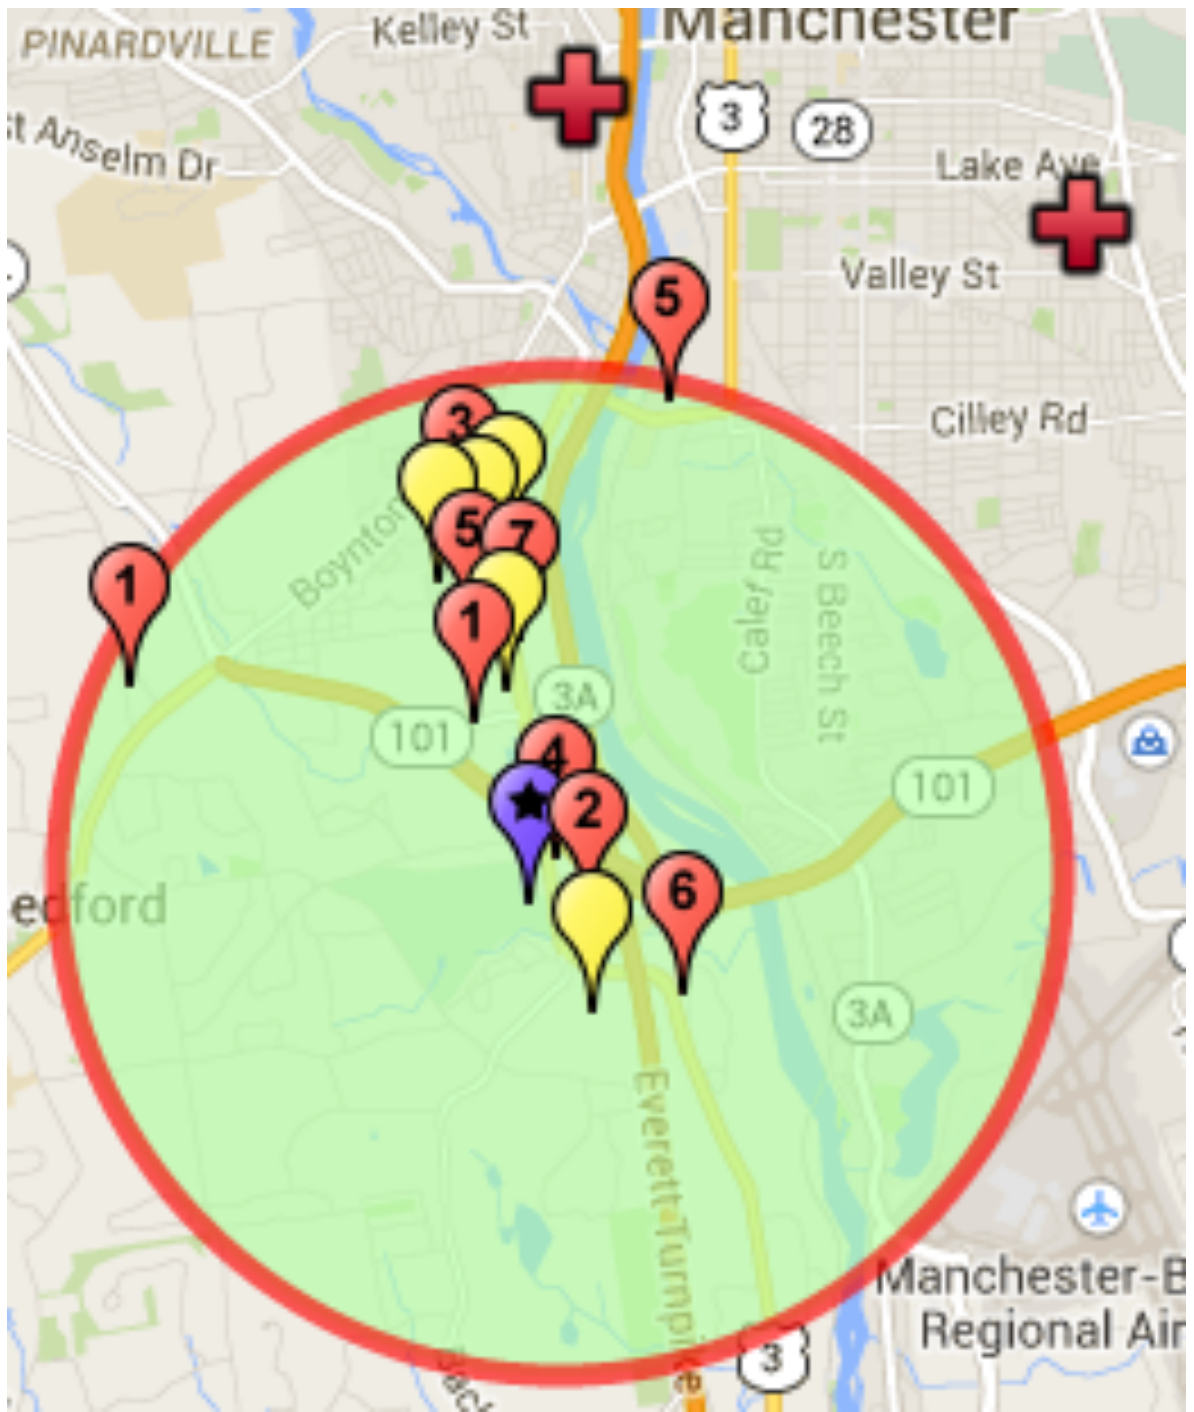 Manchester
PINARDVILLE
Kelley St
3
28
st Anselm Dr
Lake Ave
Valley St
5
3
Cilley Rd
5
7
Boynton
1
1
Calef Rd
S Beech St
3A
101
4
2
101
6
edford
3A
Everett Turnpike
Manchester-B
Regional Air
3